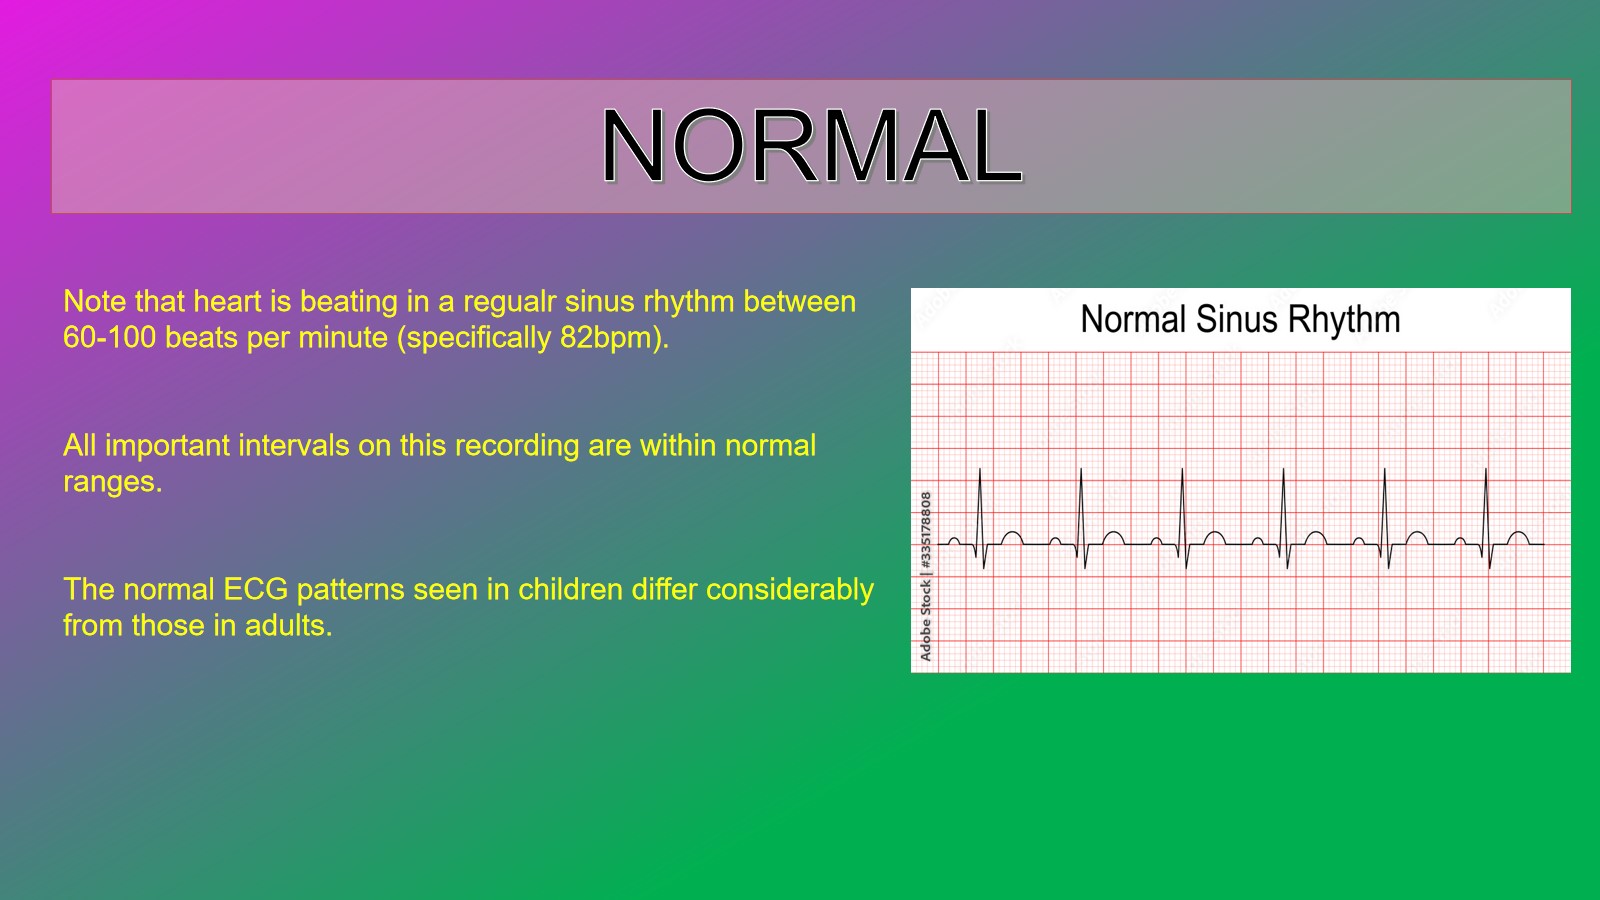 NORMAL
Note that heart is beating in a regualr sinus rhythm between
60-100 beats per minute (specifically 82bpm).
All important intervals on this recording are within normal
ranges.
The normal ECG patterns seen in children differ considerably
from those in adults.
Normal Sinus Rhythm
Adobe Stock | #335178808